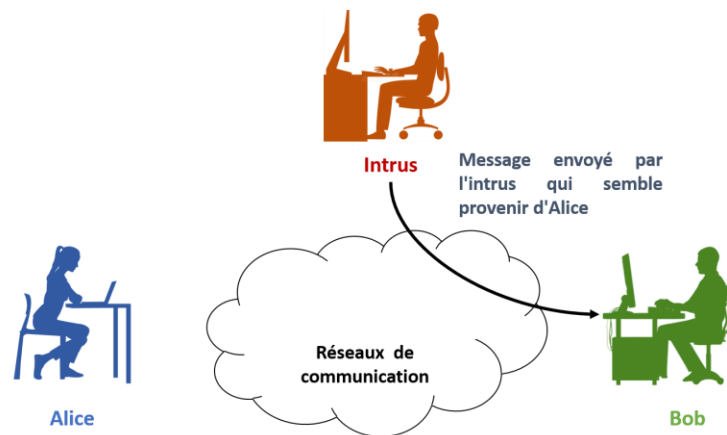 Intrus
Message envoyé par
l'intrus qui semble
provenir d'Alice
Réseaux de
communication
Alice
Bob